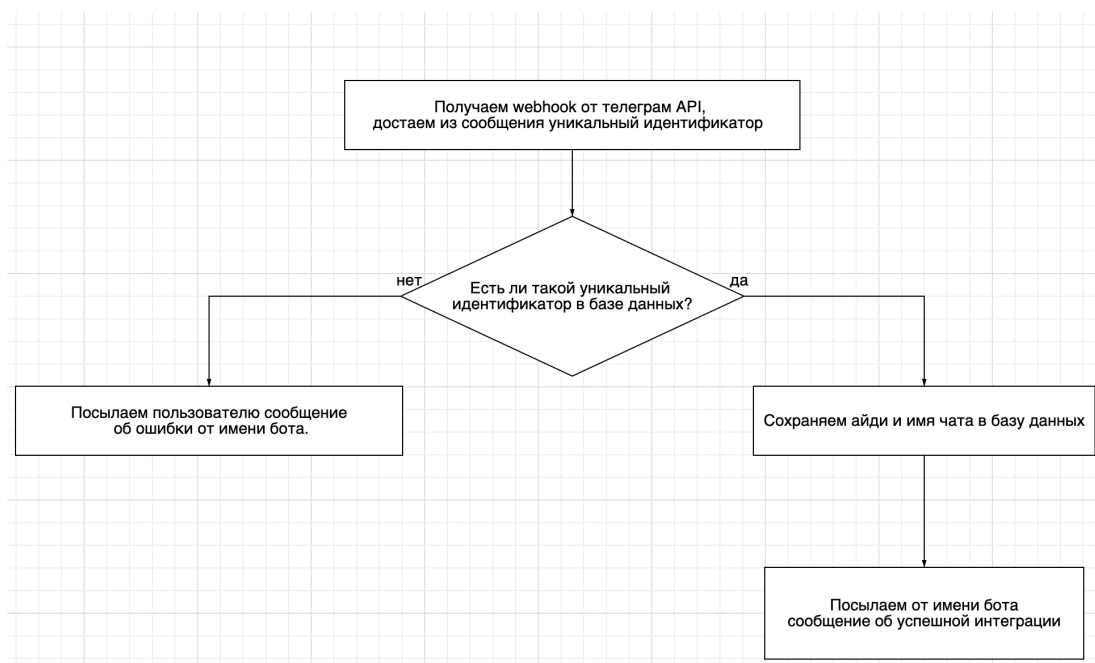 Получаем webhook от телеграм API,
достаем из сообщения уникальный идентификатор
нет
да
Есть ли такой уникальный
идентификатор в базе данных?
Посылаем пользователю сообщение
об ошибки от имени бота.
Сохраняем айди и имя чата в базу данных
Посылаем от имени бота
сообщение об успешной интеграции